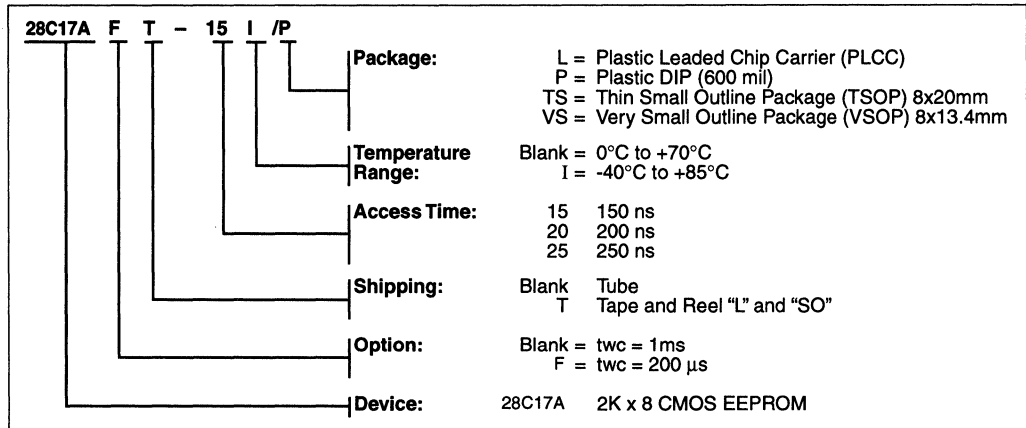 28C17A F T – 15 I /P
Package: L = Plastic Leaded Chip Carrier (PLCC)
P = Plastic DIP (600 mil)
TS = Thin Small Outline Package (TSOP) 8x20mm
VS = Very Small Outline Package (VSOP) 8x13.4mm
Temperature Blank = 0°C to +70°C
Range: I = -40°C to +85°C
Access Time: 15 150 ns
20 200 ns
25 250 ns
Shipping: Blank Tube
T Tape and Reel “L” and “SO”
Option: Blank = twc = 1ms
F = twc = 200 µs
Device: 28C17A 2K x 8 CMOS EEPROM